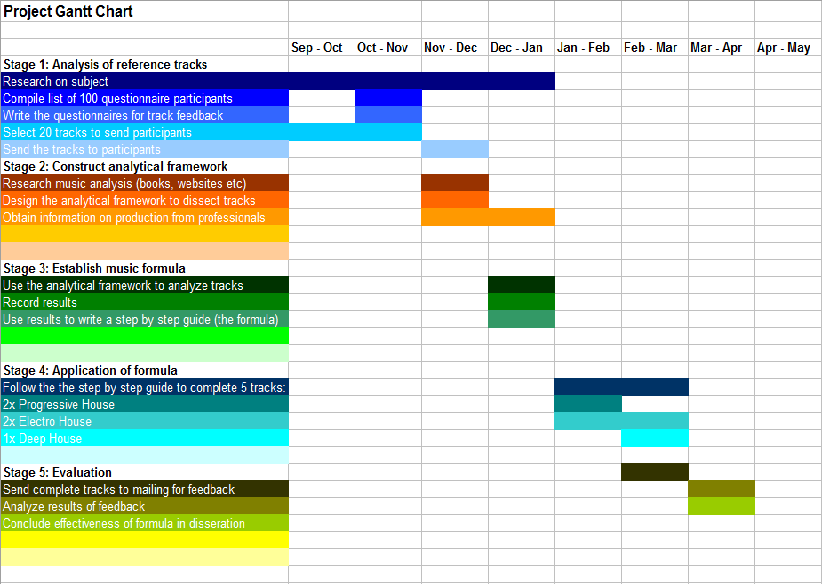 Project Gantt Chart
Sep - Oct Oct - Nov Nov - Dec Dec - Jan Jan - Feb Feb - Mar Mar - Apr Apr - May
Stage 1: Analysis of reference tracks
Research on subject
Compile list of 100 questionnaire participants
Write the questionnaires for track feedback
Select 20 tracks to send participants
Send the tracks to participants
Stage 2: Construct analytical framework
Research music analysis (books, websites etc)
Design the analytical framework to dissect tracks
Obtain information on production from professionals
Stage 3: Establish music formula
Use the analytical framework to analyze tracks
Record results
Use results to write a step by step guide (the formula)
Stage 4: Application of formula
Follow the the step by step guide to complete 5 tracks:
2x Progressive House
2x Electro House
1x Deep House
Stage 5: Evaluation
Send complete tracks to mailing for feedback
Analyze results of feedback
Conclude effectiveness of formula in disseration